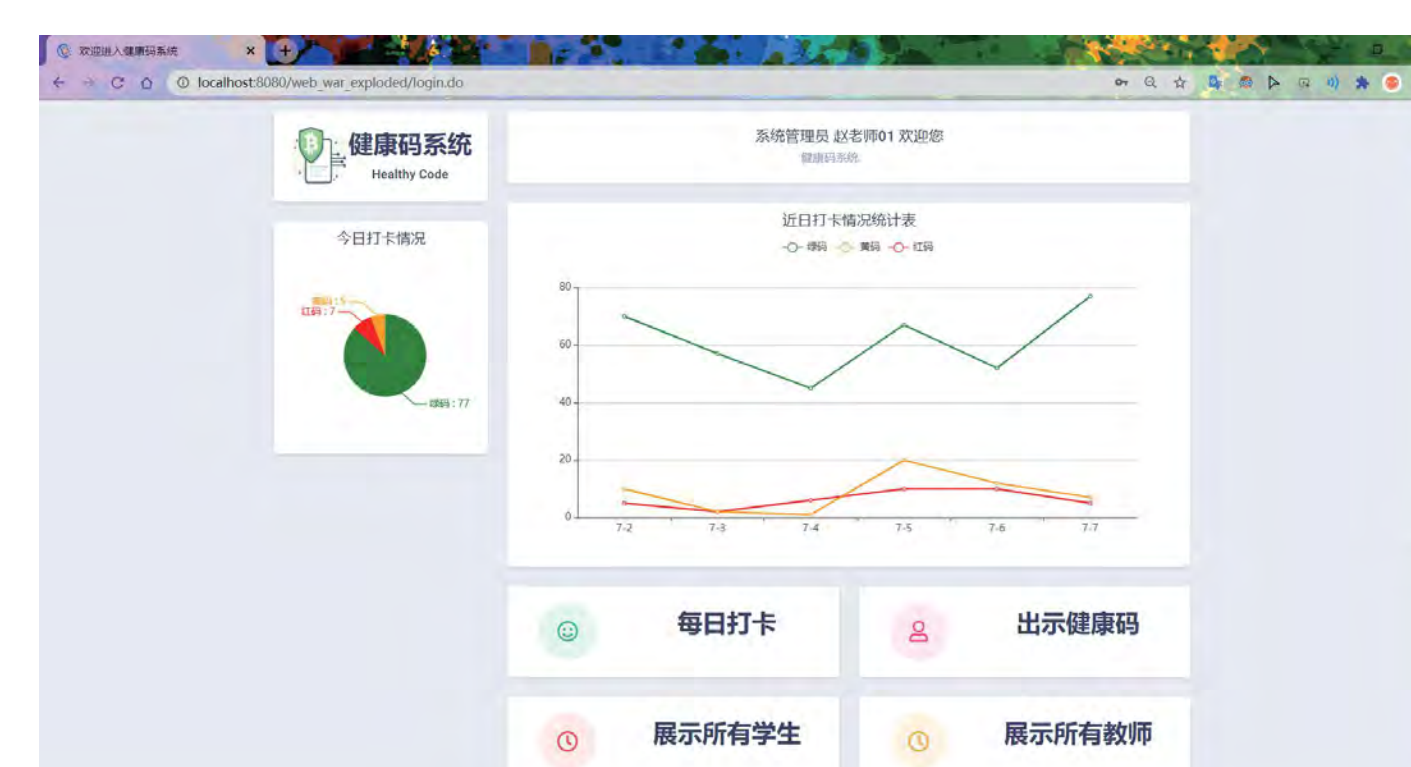 欢迎进入健康码系统
localhost:8080/web_war_exploded/login.do
健康码系统
Healthy Code
系统管理员 赵老师01 欢迎您
健康码系统
今日打卡情况
黄码 : 5
红码 : 7
绿码 : 77
近日打卡情况统计表
绿码 黄码 红码
80
60
40
20
0
7-2 7-3 7-4 7-5 7-6 7-7
每日打卡
出示健康码
展示所有学生
展示所有教师